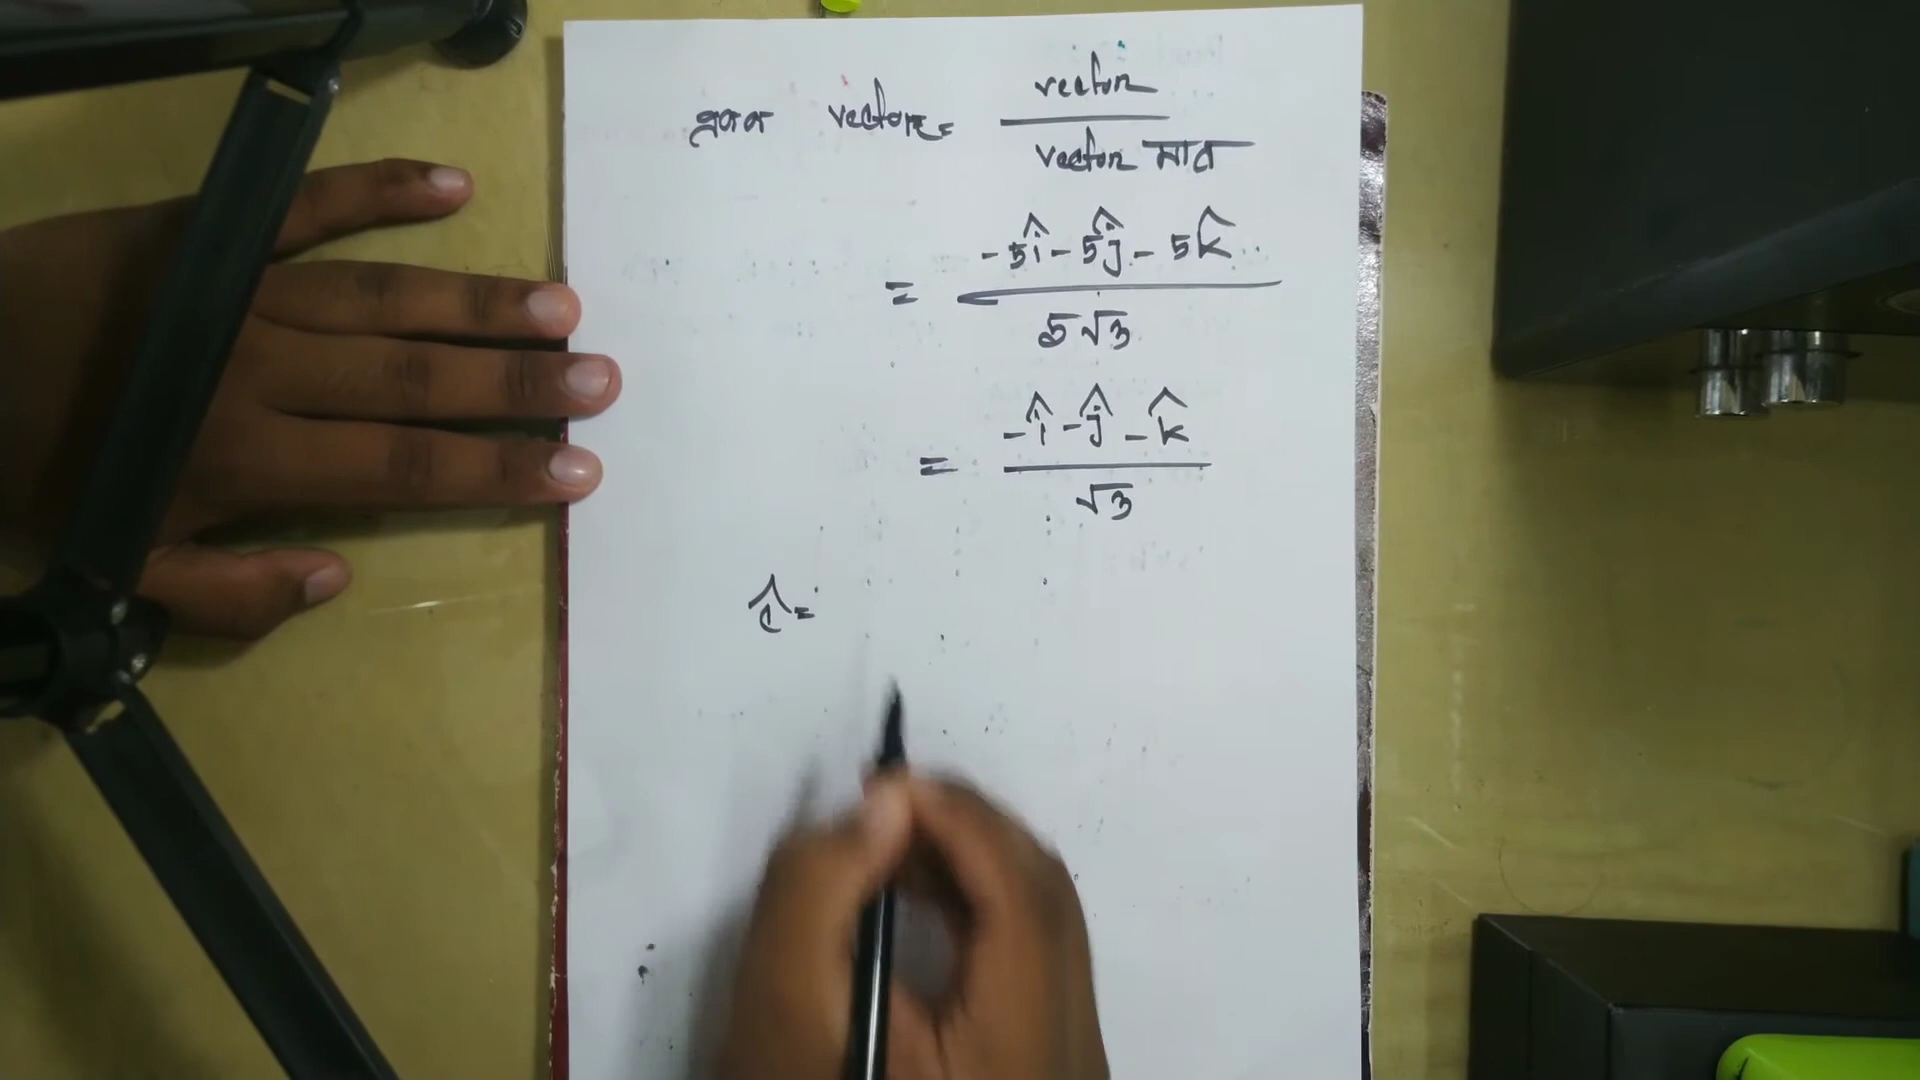 একক vector = vector / vector মান
= -5î - 5ĵ - 5k̂ / 5√3
= -î - ĵ - k̂ / √3
ĉ =